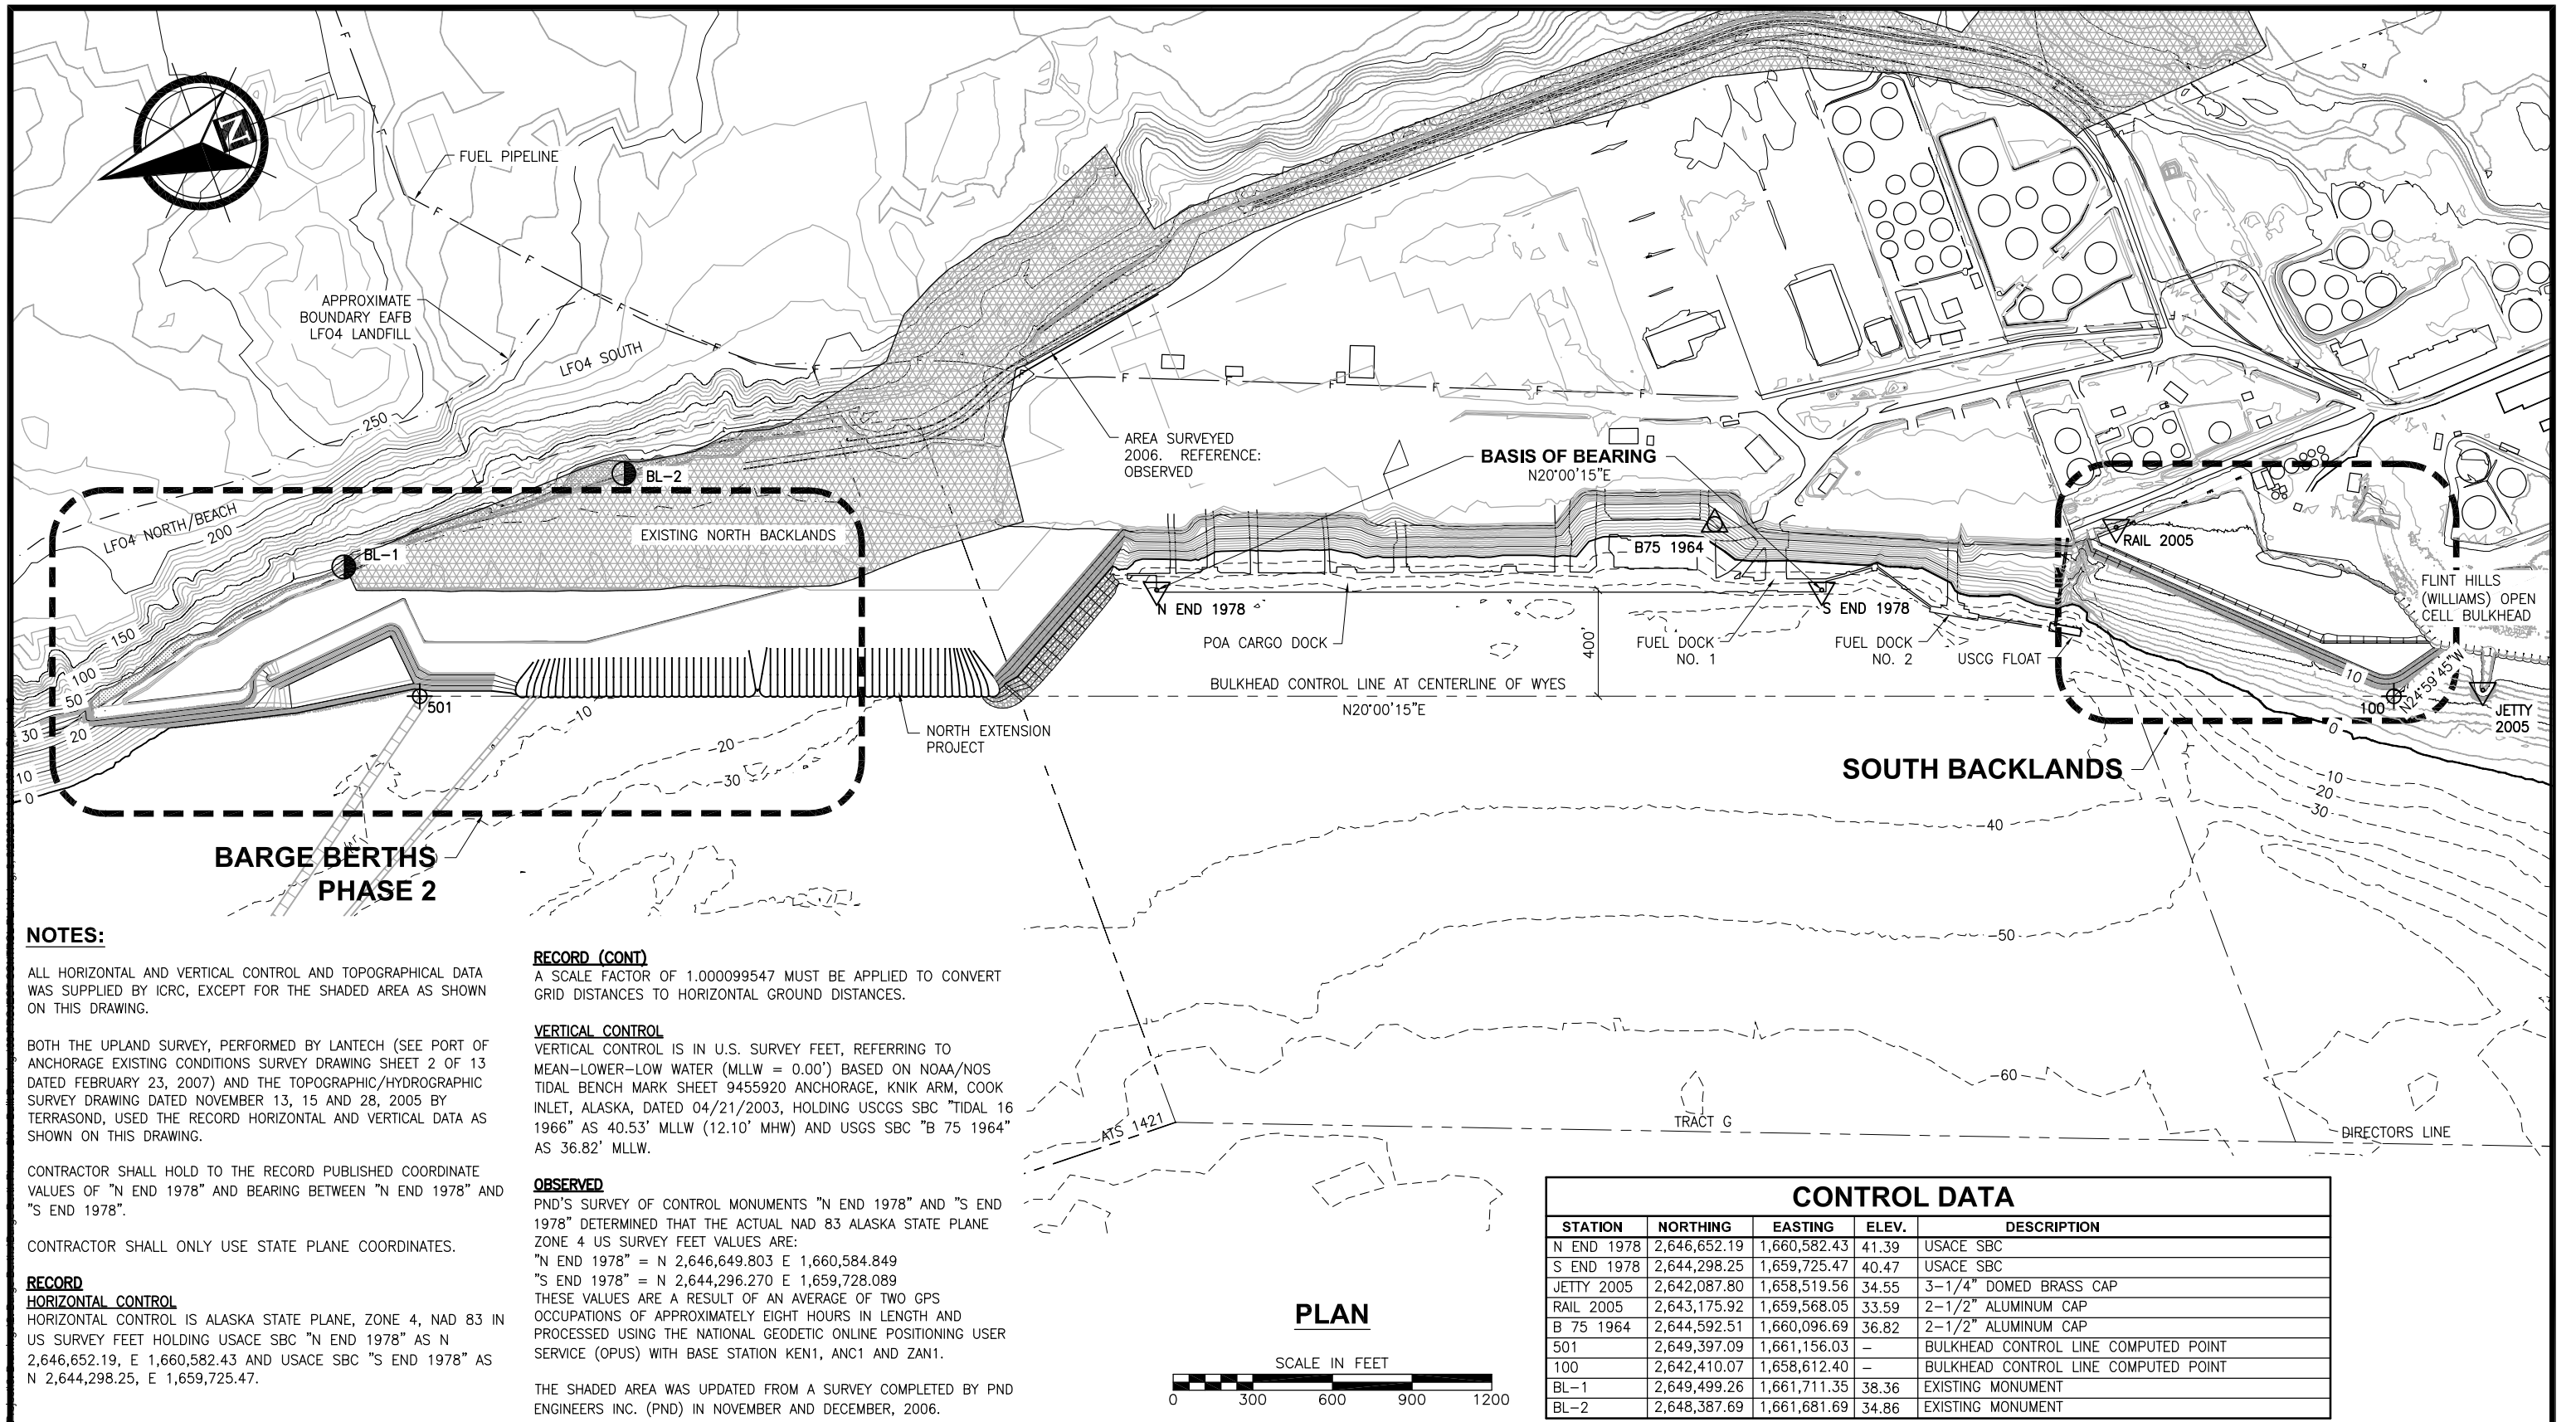 N
FUEL PIPELINE
APPROXIMATE
BOUNDARY EAFB
LF04 LANDFILL
LF04 SOUTH
250
BL-2
LF04 NORTH/BEACH
200
BL-1
EXISTING NORTH BACKLANDS
AREA SURVEYED
2006. REFERENCE:
OBSERVED
BASIS OF BEARING
N20°00'15"E
B75 1964
RAIL 2005
FLINT HILLS
(WILLIAMS) OPEN
CELL BULKHEAD
N END 1978
S END 1978
POA CARGO DOCK
400'
FUEL DOCK
NO. 1
FUEL DOCK
NO. 2
USCG FLOAT
150
100
50
30
20
10
0
501
-10
-20
-30
BULKHEAD CONTROL LINE AT CENTERLINE OF WYES
N20°00'15"E
NORTH EXTENSION
PROJECT
10
100
N24°59'45"W
JETTY
2005
0
SOUTH BACKLANDS
-10
-20
-30
-40
-50
-60
BARGE BERTHS
PHASE 2
ATS 1421
TRACT G
DIRECTORS LINE
NOTES:
ALL HORIZONTAL AND VERTICAL CONTROL AND TOPOGRAPHICAL DATA
WAS SUPPLIED BY ICRC, EXCEPT FOR THE SHADED AREA AS SHOWN
ON THIS DRAWING.
BOTH THE UPLAND SURVEY, PERFORMED BY LANTECH (SEE PORT OF
ANCHORAGE EXISTING CONDITIONS SURVEY DRAWING SHEET 2 OF 13
DATED FEBRUARY 23, 2007) AND THE TOPOGRAPHIC/HYDROGRAPHIC
SURVEY DRAWING DATED NOVEMBER 13, 15 AND 28, 2005 BY
TERRASOND, USED THE RECORD HORIZONTAL AND VERTICAL DATA AS
SHOWN ON THIS DRAWING.
CONTRACTOR SHALL HOLD TO THE RECORD PUBLISHED COORDINATE
VALUES OF "N END 1978" AND BEARING BETWEEN "N END 1978" AND
"S END 1978".
CONTRACTOR SHALL ONLY USE STATE PLANE COORDINATES.
RECORD
HORIZONTAL CONTROL
HORIZONTAL CONTROL IS ALASKA STATE PLANE, ZONE 4, NAD 83 IN
US SURVEY FEET HOLDING USACE SBC "N END 1978" AS N
2,646,652.19, E 1,660,582.43 AND USACE SBC "S END 1978" AS
N 2,644,298.25, E 1,659,725.47.
RECORD (CONT)
A SCALE FACTOR OF 1.000099547 MUST BE APPLIED TO CONVERT
GRID DISTANCES TO HORIZONTAL GROUND DISTANCES.
VERTICAL CONTROL
VERTICAL CONTROL IS IN U.S. SURVEY FEET, REFERRING TO
MEAN-LOWER-LOW WATER (MLLW = 0.00') BASED ON NOAA/NOS
TIDAL BENCH MARK SHEET 9455920 ANCHORAGE, KNIK ARM, COOK
INLET, ALASKA, DATED 04/21/2003, HOLDING USCGS SBC "TIDAL 16
1966" AS 40.53' MLLW (12.10' MHW) AND USGS SBC "B 75 1964"
AS 36.82' MLLW.
OBSERVED
PND'S SURVEY OF CONTROL MONUMENTS "N END 1978" AND "S END
1978" DETERMINED THAT THE ACTUAL NAD 83 ALASKA STATE PLANE
ZONE 4 US SURVEY FEET VALUES ARE:
"N END 1978" = N 2,646,649.803 E 1,660,584.849
"S END 1978" = N 2,644,296.270 E 1,659,728.089
THESE VALUES ARE A RESULT OF AN AVERAGE OF TWO GPS
OCCUPATIONS OF APPROXIMATELY EIGHT HOURS IN LENGTH AND
PROCESSED USING THE NATIONAL GEODETIC ONLINE POSITIONING USER
SERVICE (OPUS) WITH BASE STATION KEN1, ANC1 AND ZAN1.
THE SHADED AREA WAS UPDATED FROM A SURVEY COMPLETED BY PND
ENGINEERS INC. (PND) IN NOVEMBER AND DECEMBER, 2006.
PLAN
SCALE IN FEET
0 300 600 900 1200
CONTROL DATA
STATION NORTHING EASTING ELEV. DESCRIPTION
N END 1978 2,646,652.19 1,660,582.43 41.39 USACE SBC
S END 1978 2,644,298.25 1,659,725.47 40.47 USACE SBC
JETTY 2005 2,642,087.80 1,658,519.56 34.55 3-1/4" DOMED BRASS CAP
RAIL 2005 2,643,175.92 1,659,568.05 33.59 2-1/2" ALUMINUM CAP
B 75 1964 2,644,592.51 1,660,096.69 36.82 2-1/2" ALUMINUM CAP
501 2,649,397.09 1,661,156.03 - BULKHEAD CONTROL LINE COMPUTED POINT
100 2,642,410.07 1,658,612.40 - BULKHEAD CONTROL LINE COMPUTED POINT
BL-1 2,649,499.26 1,661,711.35 38.36 EXISTING MONUMENT
BL-2 2,648,387.69 1,661,681.69 34.86 EXISTING MONUMENT